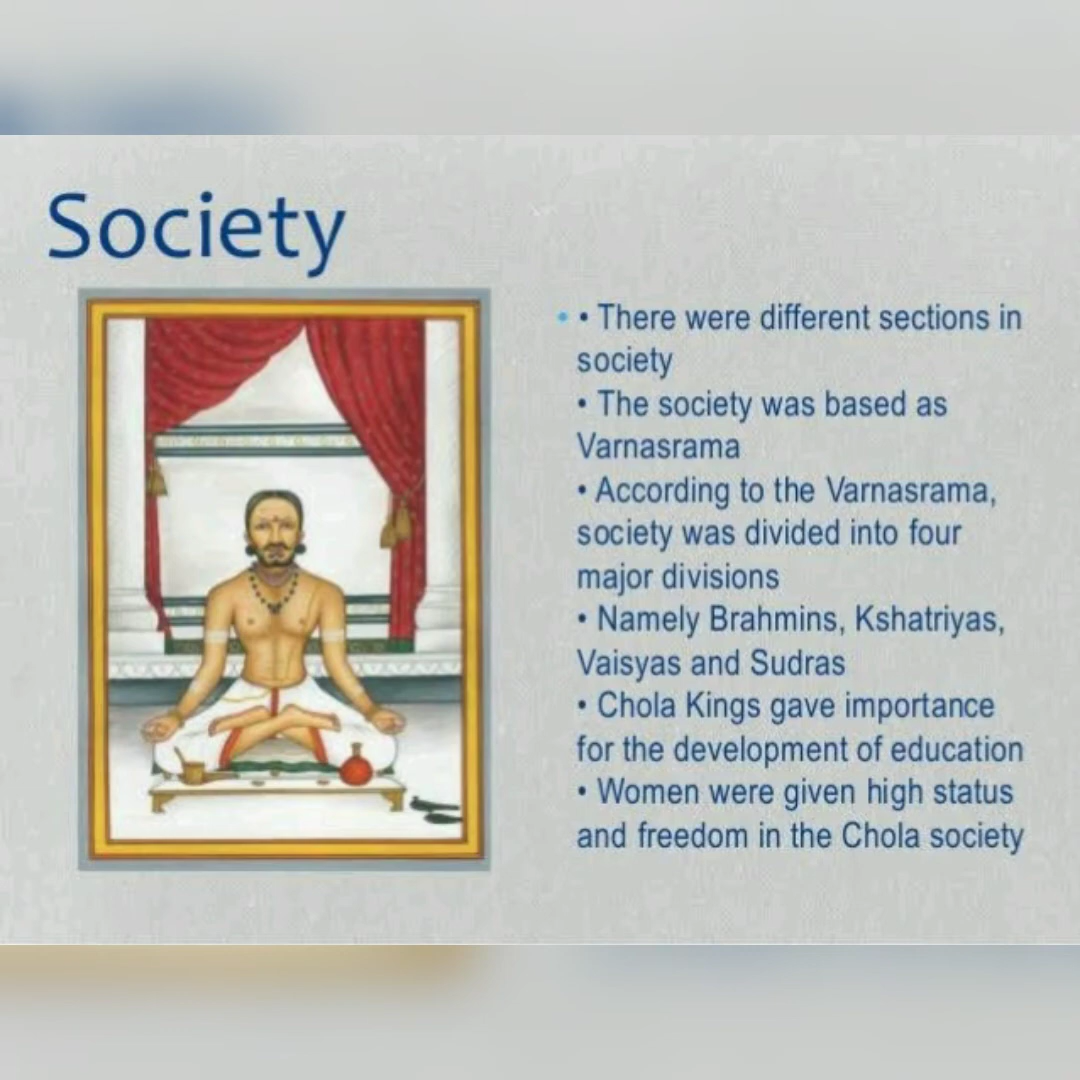 Society
• • There were different sections in
society
• The society was based as
Varnasrama
• According to the Varnasrama,
society was divided into four
major divisions
• Namely Brahmins, Kshatriyas,
Vaisyas and Sudras
• Chola Kings gave importance
for the development of education
• Women were given high status
and freedom in the Chola society